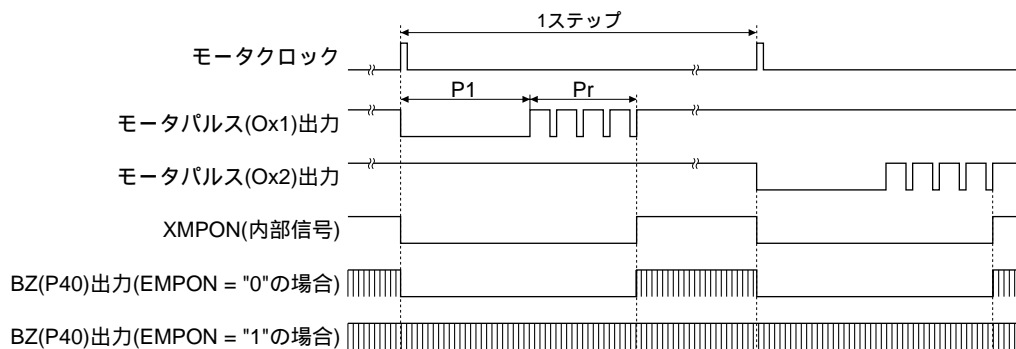 1ステップ
モータクロック
P1
Pr
モータパルス(Ox1)出力
モータパルス(Ox2)出力
XMPON(内部信号)
BZ(P40)出力(EMPON = "0"の場合)
BZ(P40)出力(EMPON = "1"の場合)